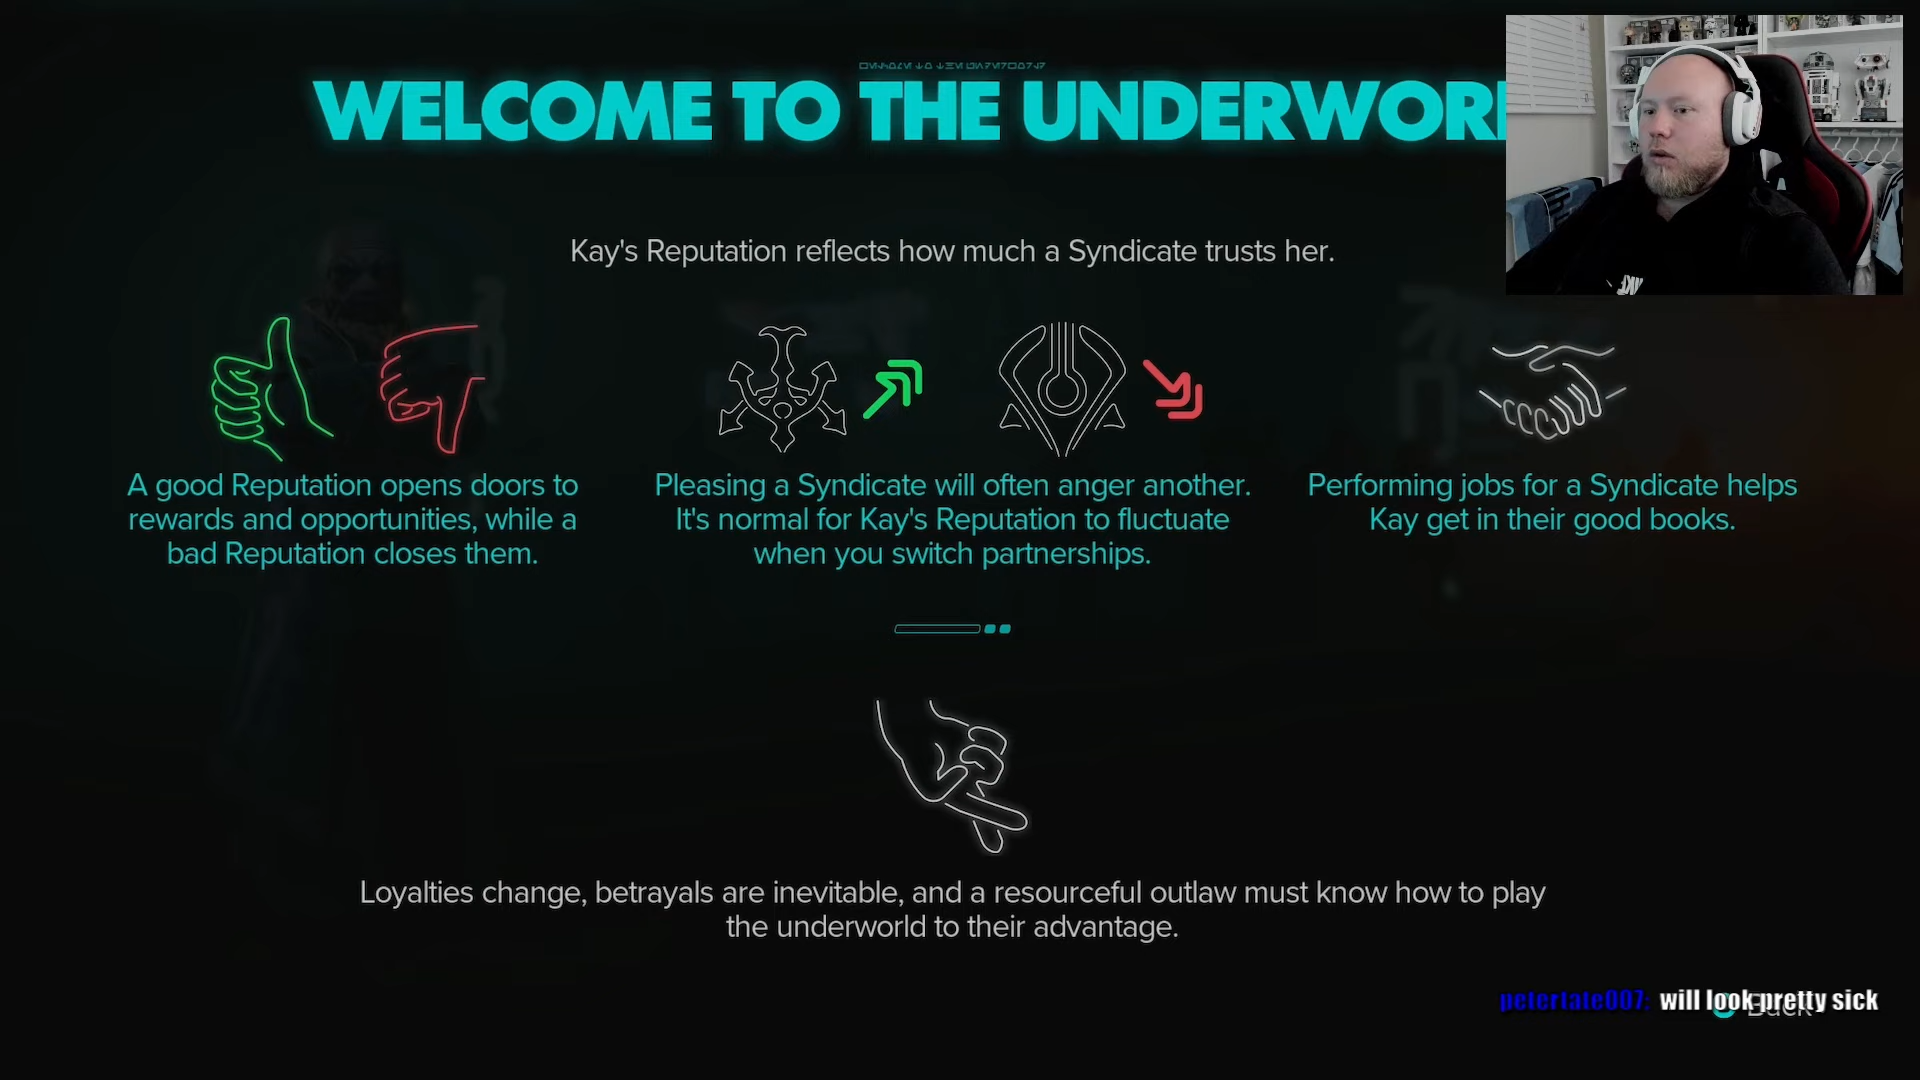 WELCOME TO THE UNDERWORL
Kay's Reputation reflects how much a Syndicate trusts her.
A good Reputation opens doors to
rewards and opportunities, while a
bad Reputation closes them.
Pleasing a Syndicate will often anger another.
It's normal for Kay's Reputation to fluctuate
when you switch partnerships.
Performing jobs for a Syndicate helps
Kay get in their good books.
Loyalties change, betrayals are inevitable, and a resourceful outlaw must know how to play
the underworld to their advantage.
petertate007: will look pretty sick
Back